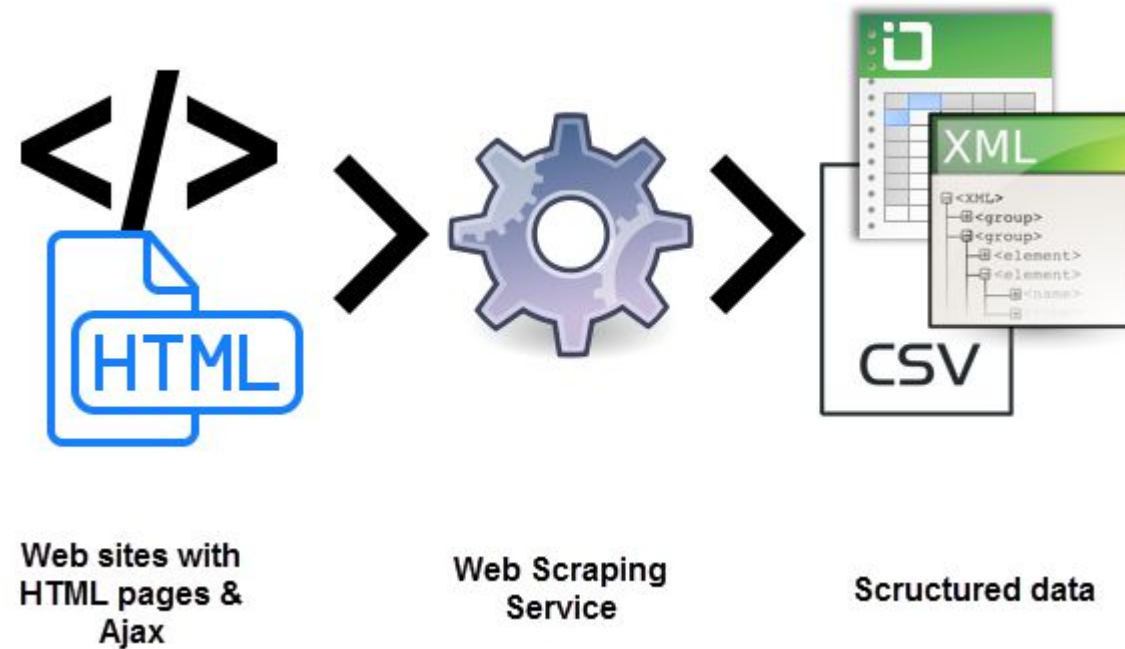 </>
HTML
XML
<XML>
<group>
<group>
<element>
<element>
<name>
CSV
Web sites with
HTML pages &
Ajax
Web Scraping
Service
Scructured data